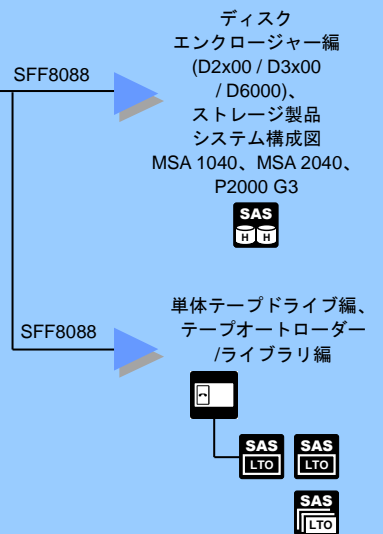 ディスク
エンクロージャー編
(D2x00 / D3x00
/ D6000)、
ストレージ製品
システム構成図
MSA 1040、MSA 2040、
P2000 G3
SFF8088
SAS
H H
単体テープドライブ編、
テープオートローダー
/ライブラリ編
SFF8088
SAS SAS
LTO LTO
SAS
LTO